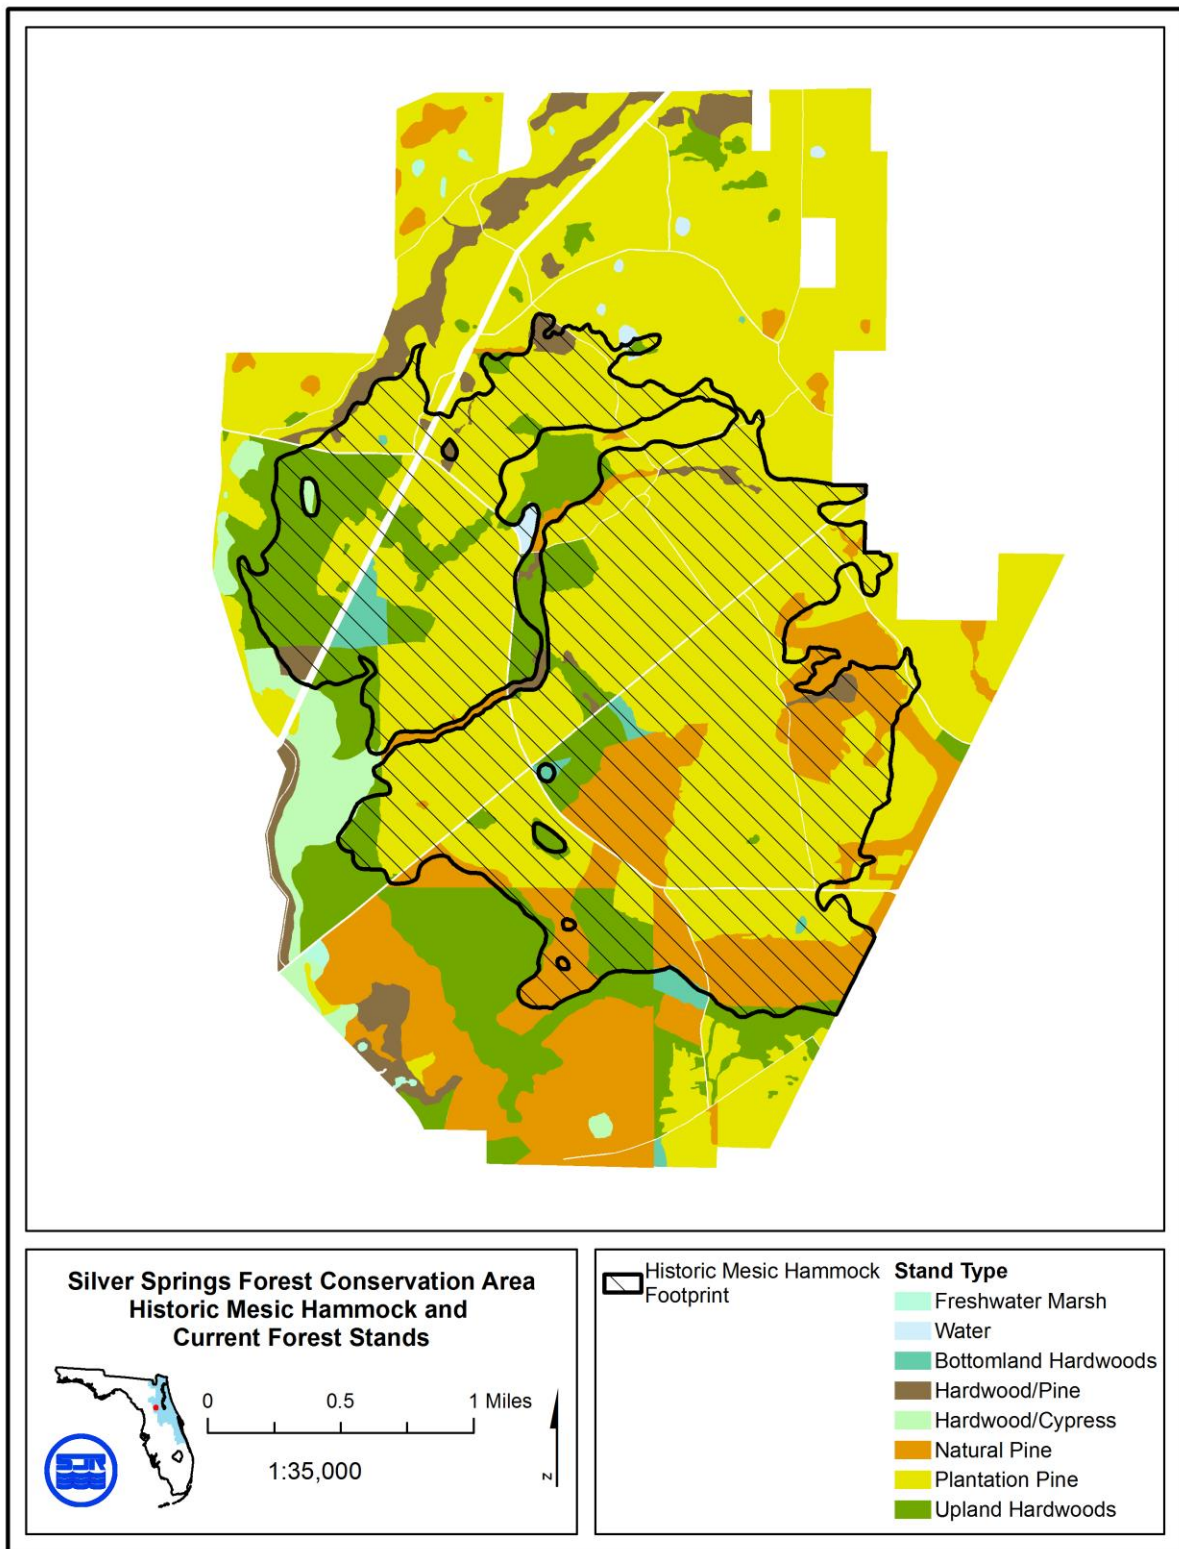 Silver Springs Forest Conservation Area
Historic Mesic Hammock and
Current Forest Stands
0 0.5 1 Miles
1:35,000
N
SJR
Historic Mesic Hammock
Footprint
Stand Type
Freshwater Marsh
Water
Bottomland Hardwoods
Hardwood/Pine
Hardwood/Cypress
Natural Pine
Plantation Pine
Upland Hardwoods